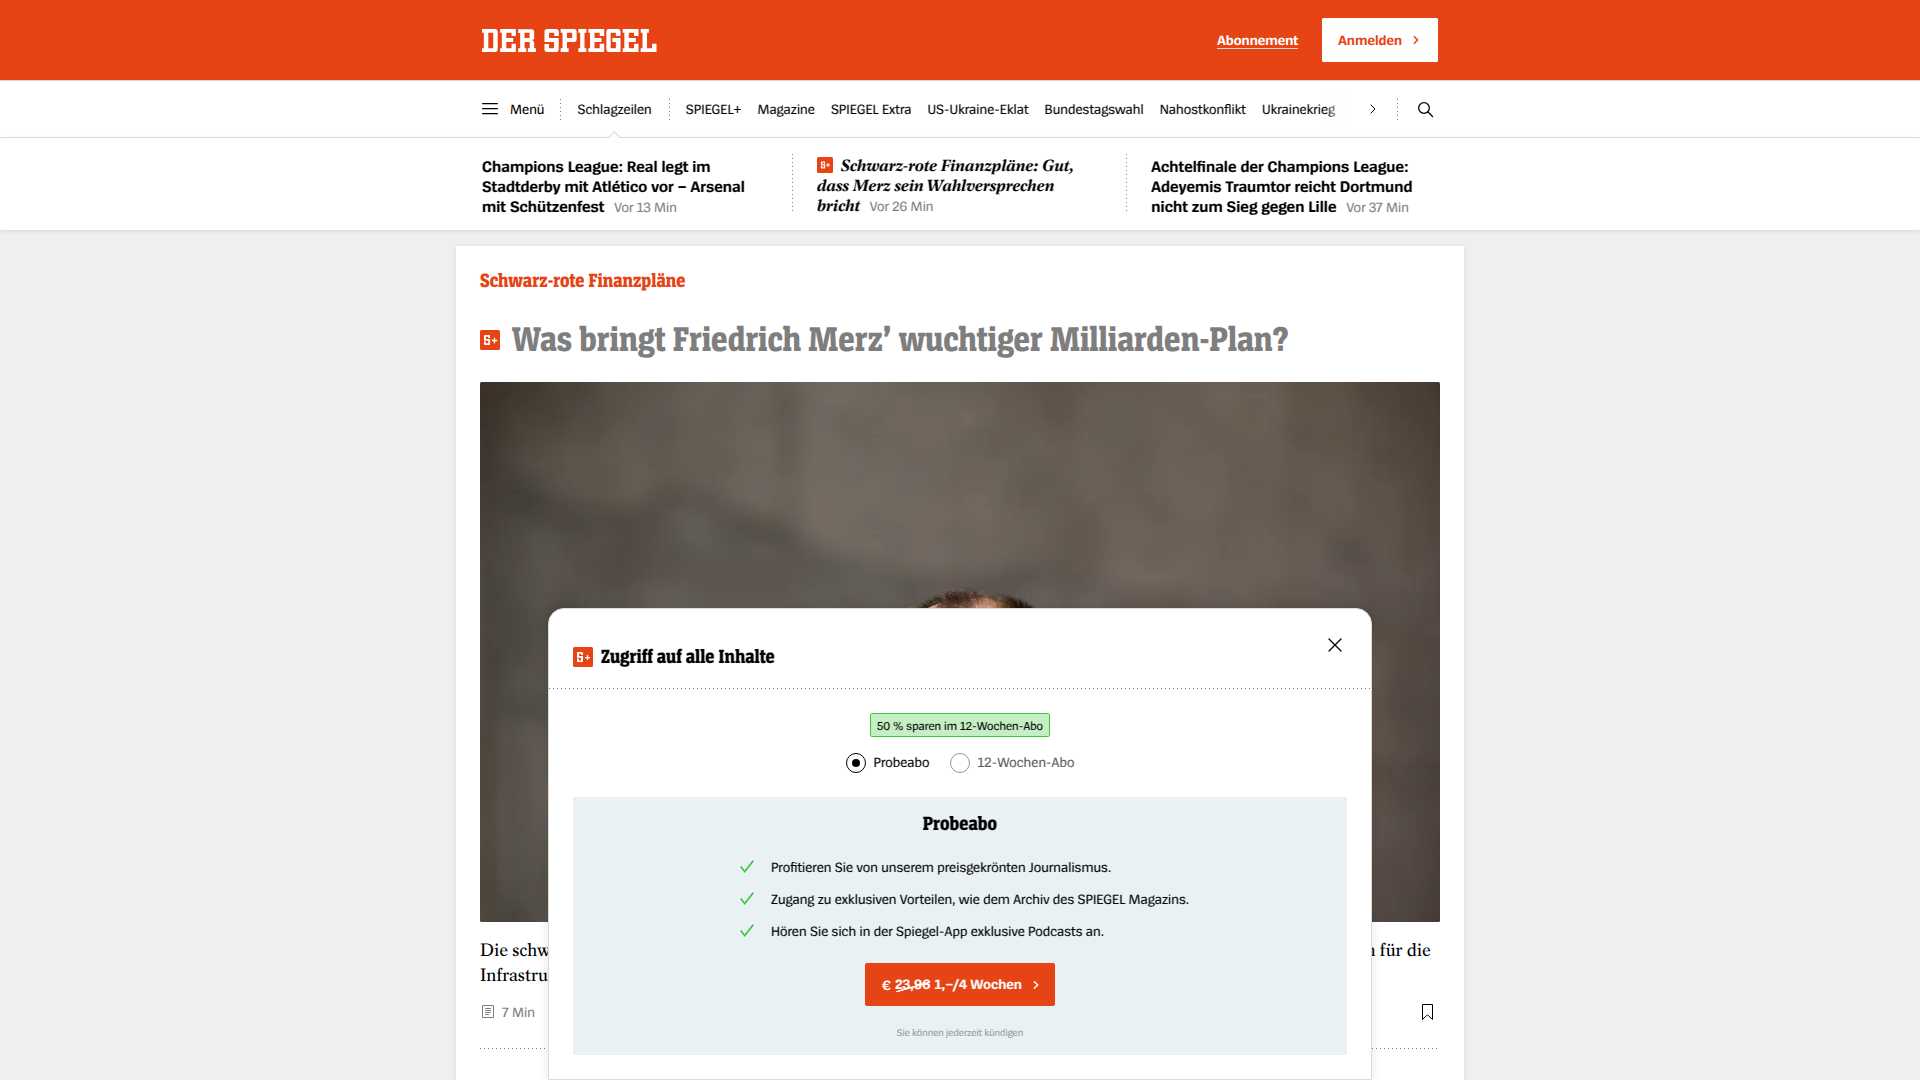 DER SPIEGEL
Abonnement
Anmelden
Menü
Schlagzeilen
SPIEGEL+
Magazine
SPIEGEL Extra
US-Ukraine-Eklat
Bundestagswahl
Nahostkonflikt
Ukrainekrieg
Champions League: Real legt im
Stadtderby mit Atlético vor – Arsenal
mit Schützenfest Vor 13 Min
S+ Schwarz-rote Finanzpläne: Gut,
dass Merz sein Wahlversprechen
bricht Vor 26 Min
Achtelfinale der Champions League:
Adeyemis Traumtor reicht Dortmund
nicht zum Sieg gegen Lille Vor 37 Min
Schwarz-rote Finanzpläne
S+ Was bringt Friedrich Merz’ wuchtiger Milliarden-Plan?
S+ Zugriff auf alle Inhalte
50 % sparen im 12-Wochen-Abo
Probeabo
12-Wochen-Abo
Probeabo
Profitieren Sie von unserem preisgekrönten Journalismus.
Zugang zu exklusiven Vorteilen, wie dem Archiv des SPIEGEL Magazins.
Hören Sie sich in der Spiegel-App exklusive Podcasts an.
€ 23,96 1,–/4 Wochen
Sie können jederzeit kündigen
Die
für die
7 Min